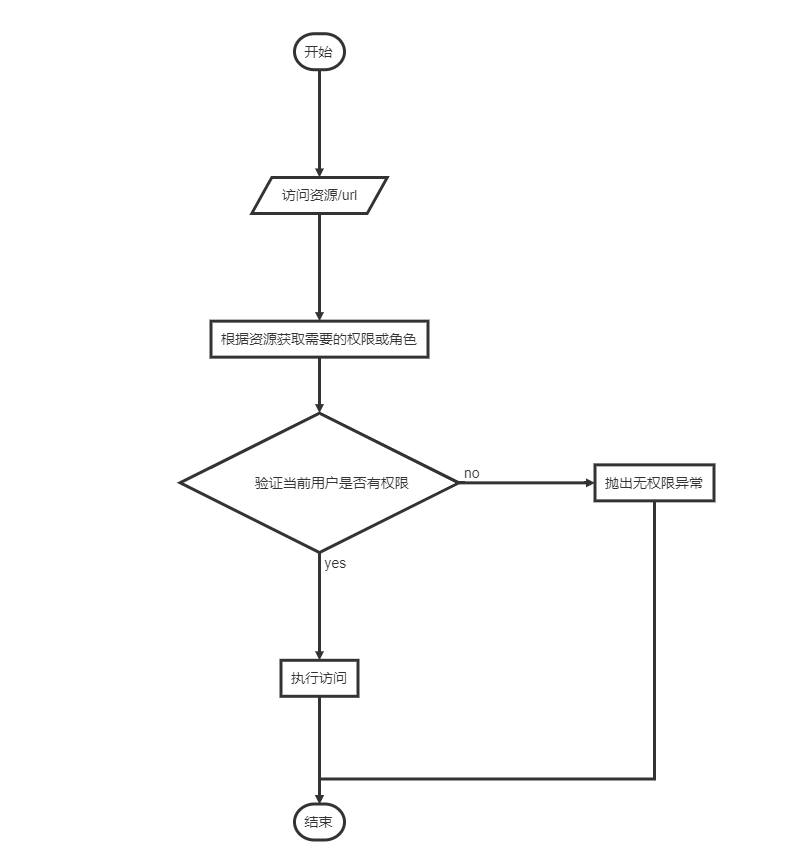 开始
访问资源/url
根据资源获取需要的权限或角色
验证当前用户是否有权限
no
抛出无权限异常
yes
执行访问
结束